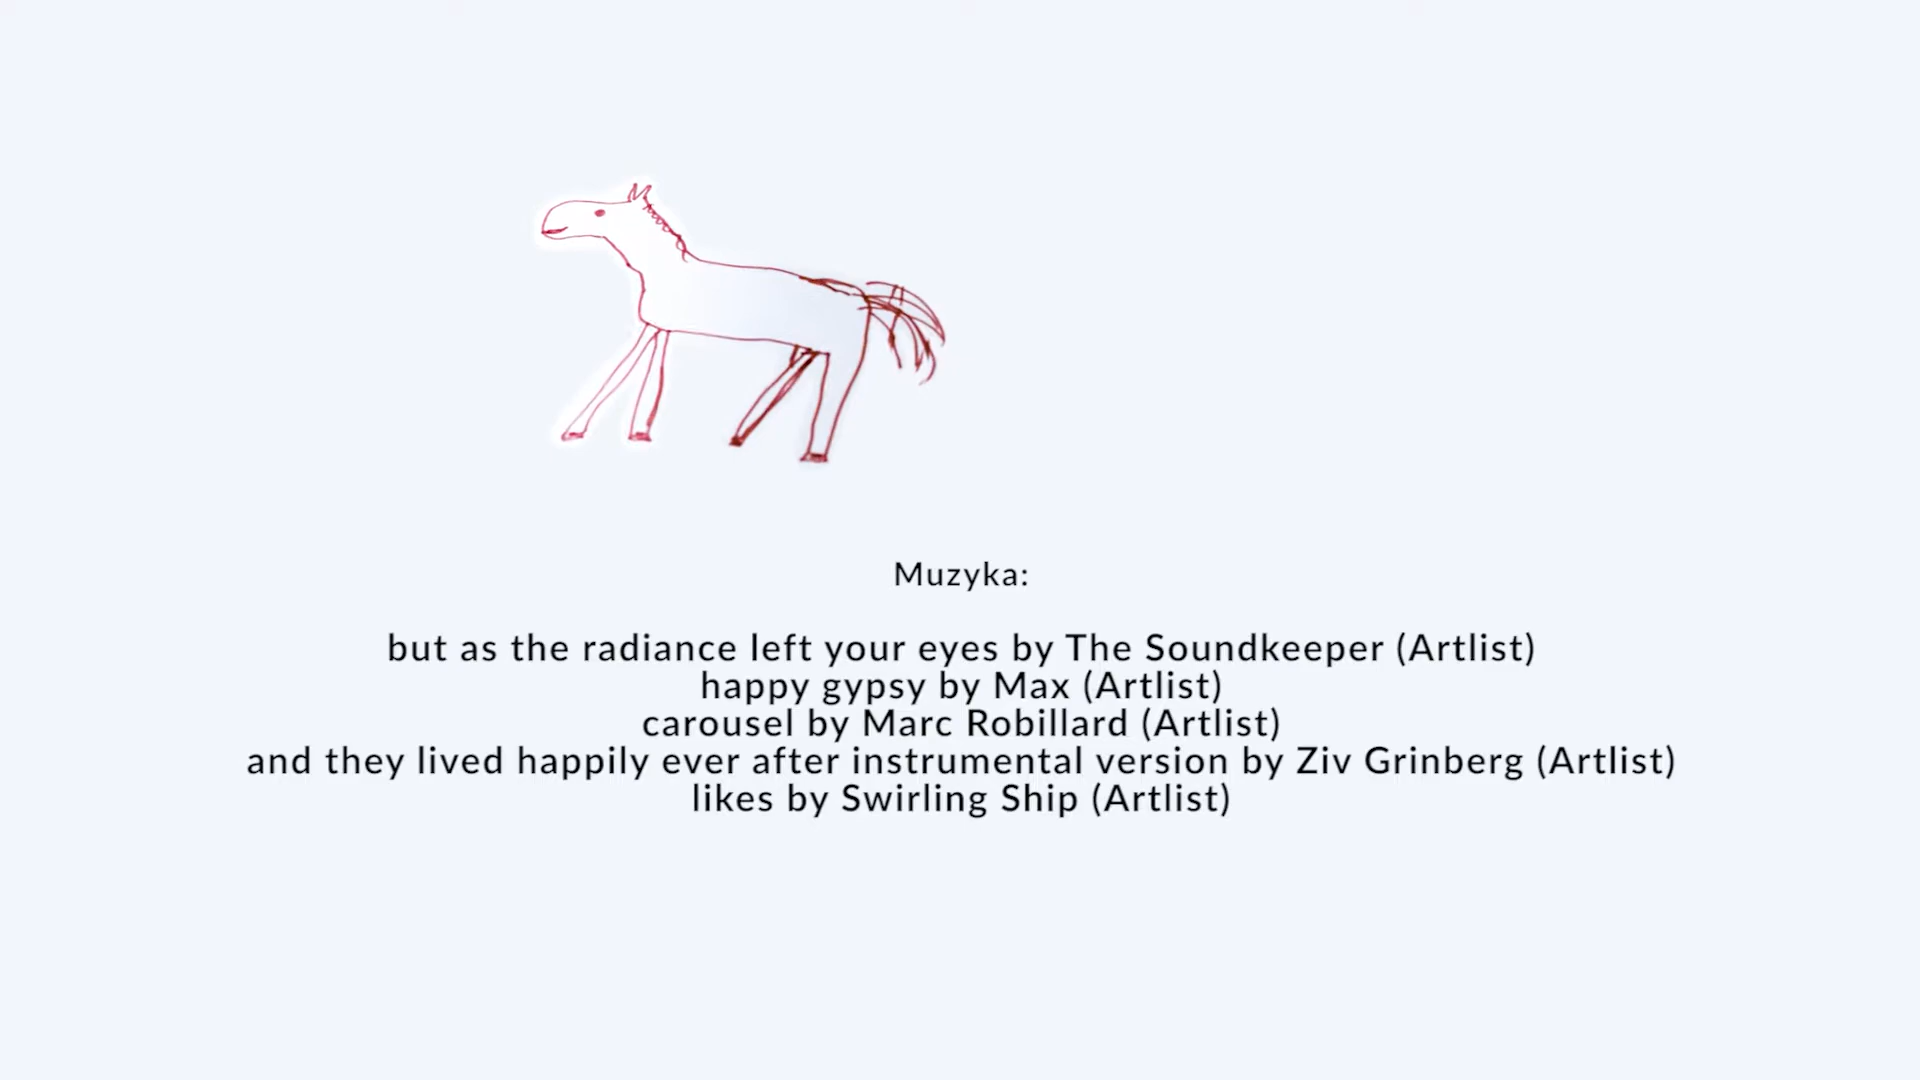 Muzyka:
but as the radiance left your eyes by The Soundkeeper (Artlist)
happy gypsy by Max (Artlist)
carousel by Marc Robillard (Artlist)
and they lived happily ever after instrumental version by Ziv Grinberg (Artlist)
likes by Swirling Ship (Artlist)